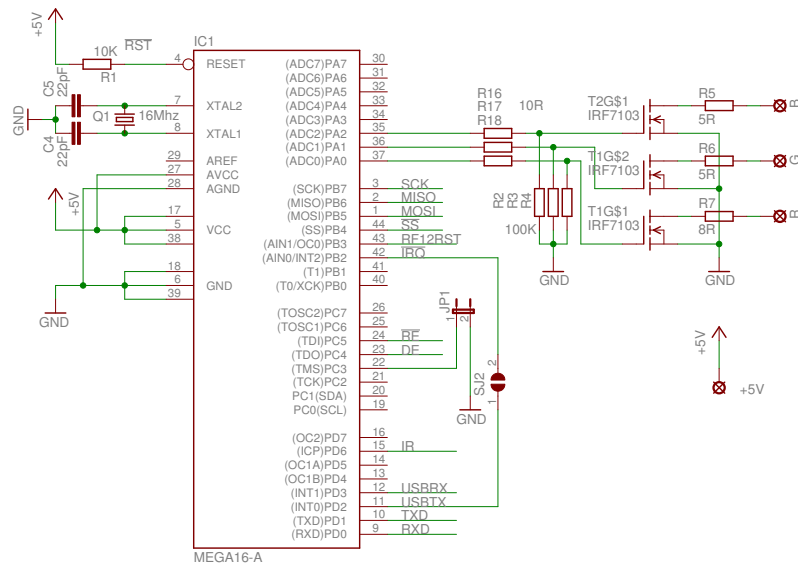 +5V
10K
R1
RST
C5
22pF
GND
Q1
16Mhz
C4
22pF
+5V
GND
IC1
4 RESET
7 XTAL2
8 XTAL1
29 AREF
27 AVCC
28 AGND
17
5 VCC
38
18
6 GND
39
(ADC7)PA7 30
(ADC6)PA6 31
(ADC5)PA5 32
(ADC4)PA4 33
(ADC3)PA3 34
(ADC2)PA2 35
(ADC1)PA1 36
(ADC0)PA0 37
(SCK)PB7 3 SCK
(MISO)PB6 2 MISO
(MOSI)PB5 1 MOSI
(SS)PB4 44 SS
(AIN1/OC0)PB3 43 RF12RST
(AIN0/INT2)PB2 42 IRQ
(T1)PB1 41
(T0/XCK)PB0 40
(TOSC2)PC7 26
(TOSC1)PC6 25
(TDI)PC5 24 RE
(TDO)PC4 23 DE
(TMS)PC3 22
(TCK)PC2 21
PC1(SDA) 20
PC0(SCL) 19
(OC2)PD7 16
(ICP)PD6 15 IR
(OC1A)PD5 14
(OC1B)PD4 13
(INT1)PD3 12 USBRX
(INT0)PD2 11 USBTX
(TXD)PD1 10 TXD
(RXD)PD0 9 RXD
MEGA16-A
JP1
1
2
GND
SJ2
2
1
R16
R17
R18
10R
R2
R3
R4
100K
GND
T2G$1
IRF7103
T1G$2
IRF7103
T1G$1
IRF7103
R5
5R
R6
5R
R7
8R
G
GND
+5V
+5V